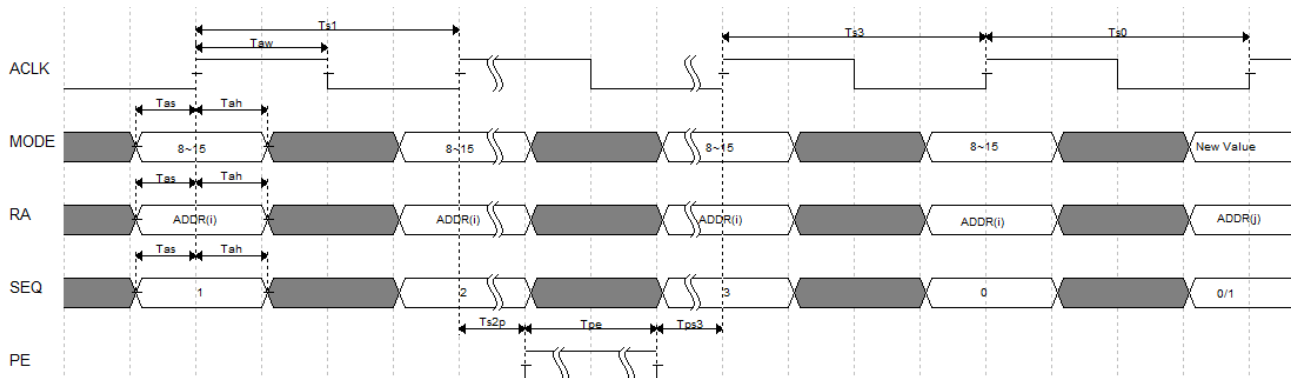 Ts1 Ts3 Ts0
Taw
ACLK
Tas Tah
MODE 8~15 8~15 8~15 8~15 New Value
Tas Tah
RA ADDR(i) ADDR(i) ADDR(i) ADDR(i) ADDR(j)
Tas Tah
SEQ 1 2 3 0 0/1
Ts2p Tpe Tps3
PE